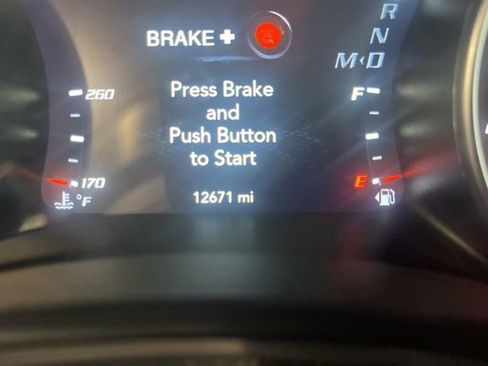 R
N
M◂D
BRAKE +
260
F
Press Brake
and
Push Button
to Start
170
E
°F
12671 mi